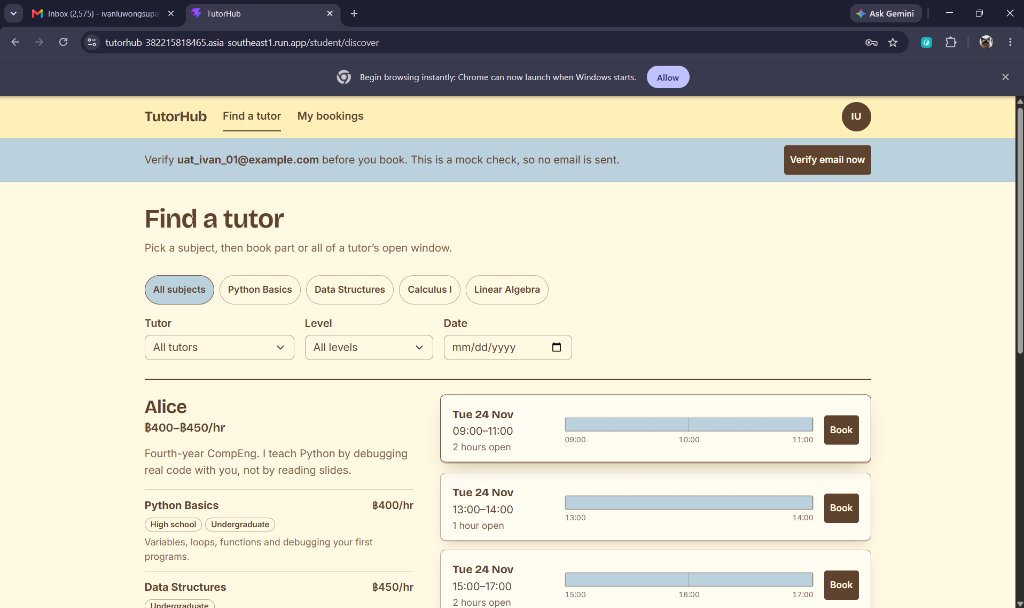 Inbox (2,575) - ivanluwongsupa
TutorHub
Ask Gemini
tutorhub-382215818465.asia-southeast1.run.app/student/discover
Begin browsing instantly: Chrome can now launch when Windows starts.
Allow
TutorHub
Find a tutor
My bookings
IU
Verify uat_ivan_01@example.com before you book. This is a mock check, so no email is sent.
Verify email now
Find a tutor
Pick a subject, then book part or all of a tutor's open window.
All subjects
Python Basics
Data Structures
Calculus I
Linear Algebra
Tutor
Level
Date
All tutors
All levels
mm/dd/yyyy
Alice
฿400–฿450/hr
Fourth-year CompEng. I teach Python by debugging
real code with you, not by reading slides.
Python Basics
฿400/hr
High school
Undergraduate
Variables, loops, functions and debugging your first
programs.
Data Structures
฿450/hr
Undergraduate
Tue 24 Nov
09:00–11:00
2 hours open
09:00
10:00
11:00
Book
Tue 24 Nov
13:00–14:00
1 hour open
13:00
14:00
Book
Tue 24 Nov
15:00–17:00
2 hours open
15:00
16:00
17:00
Book